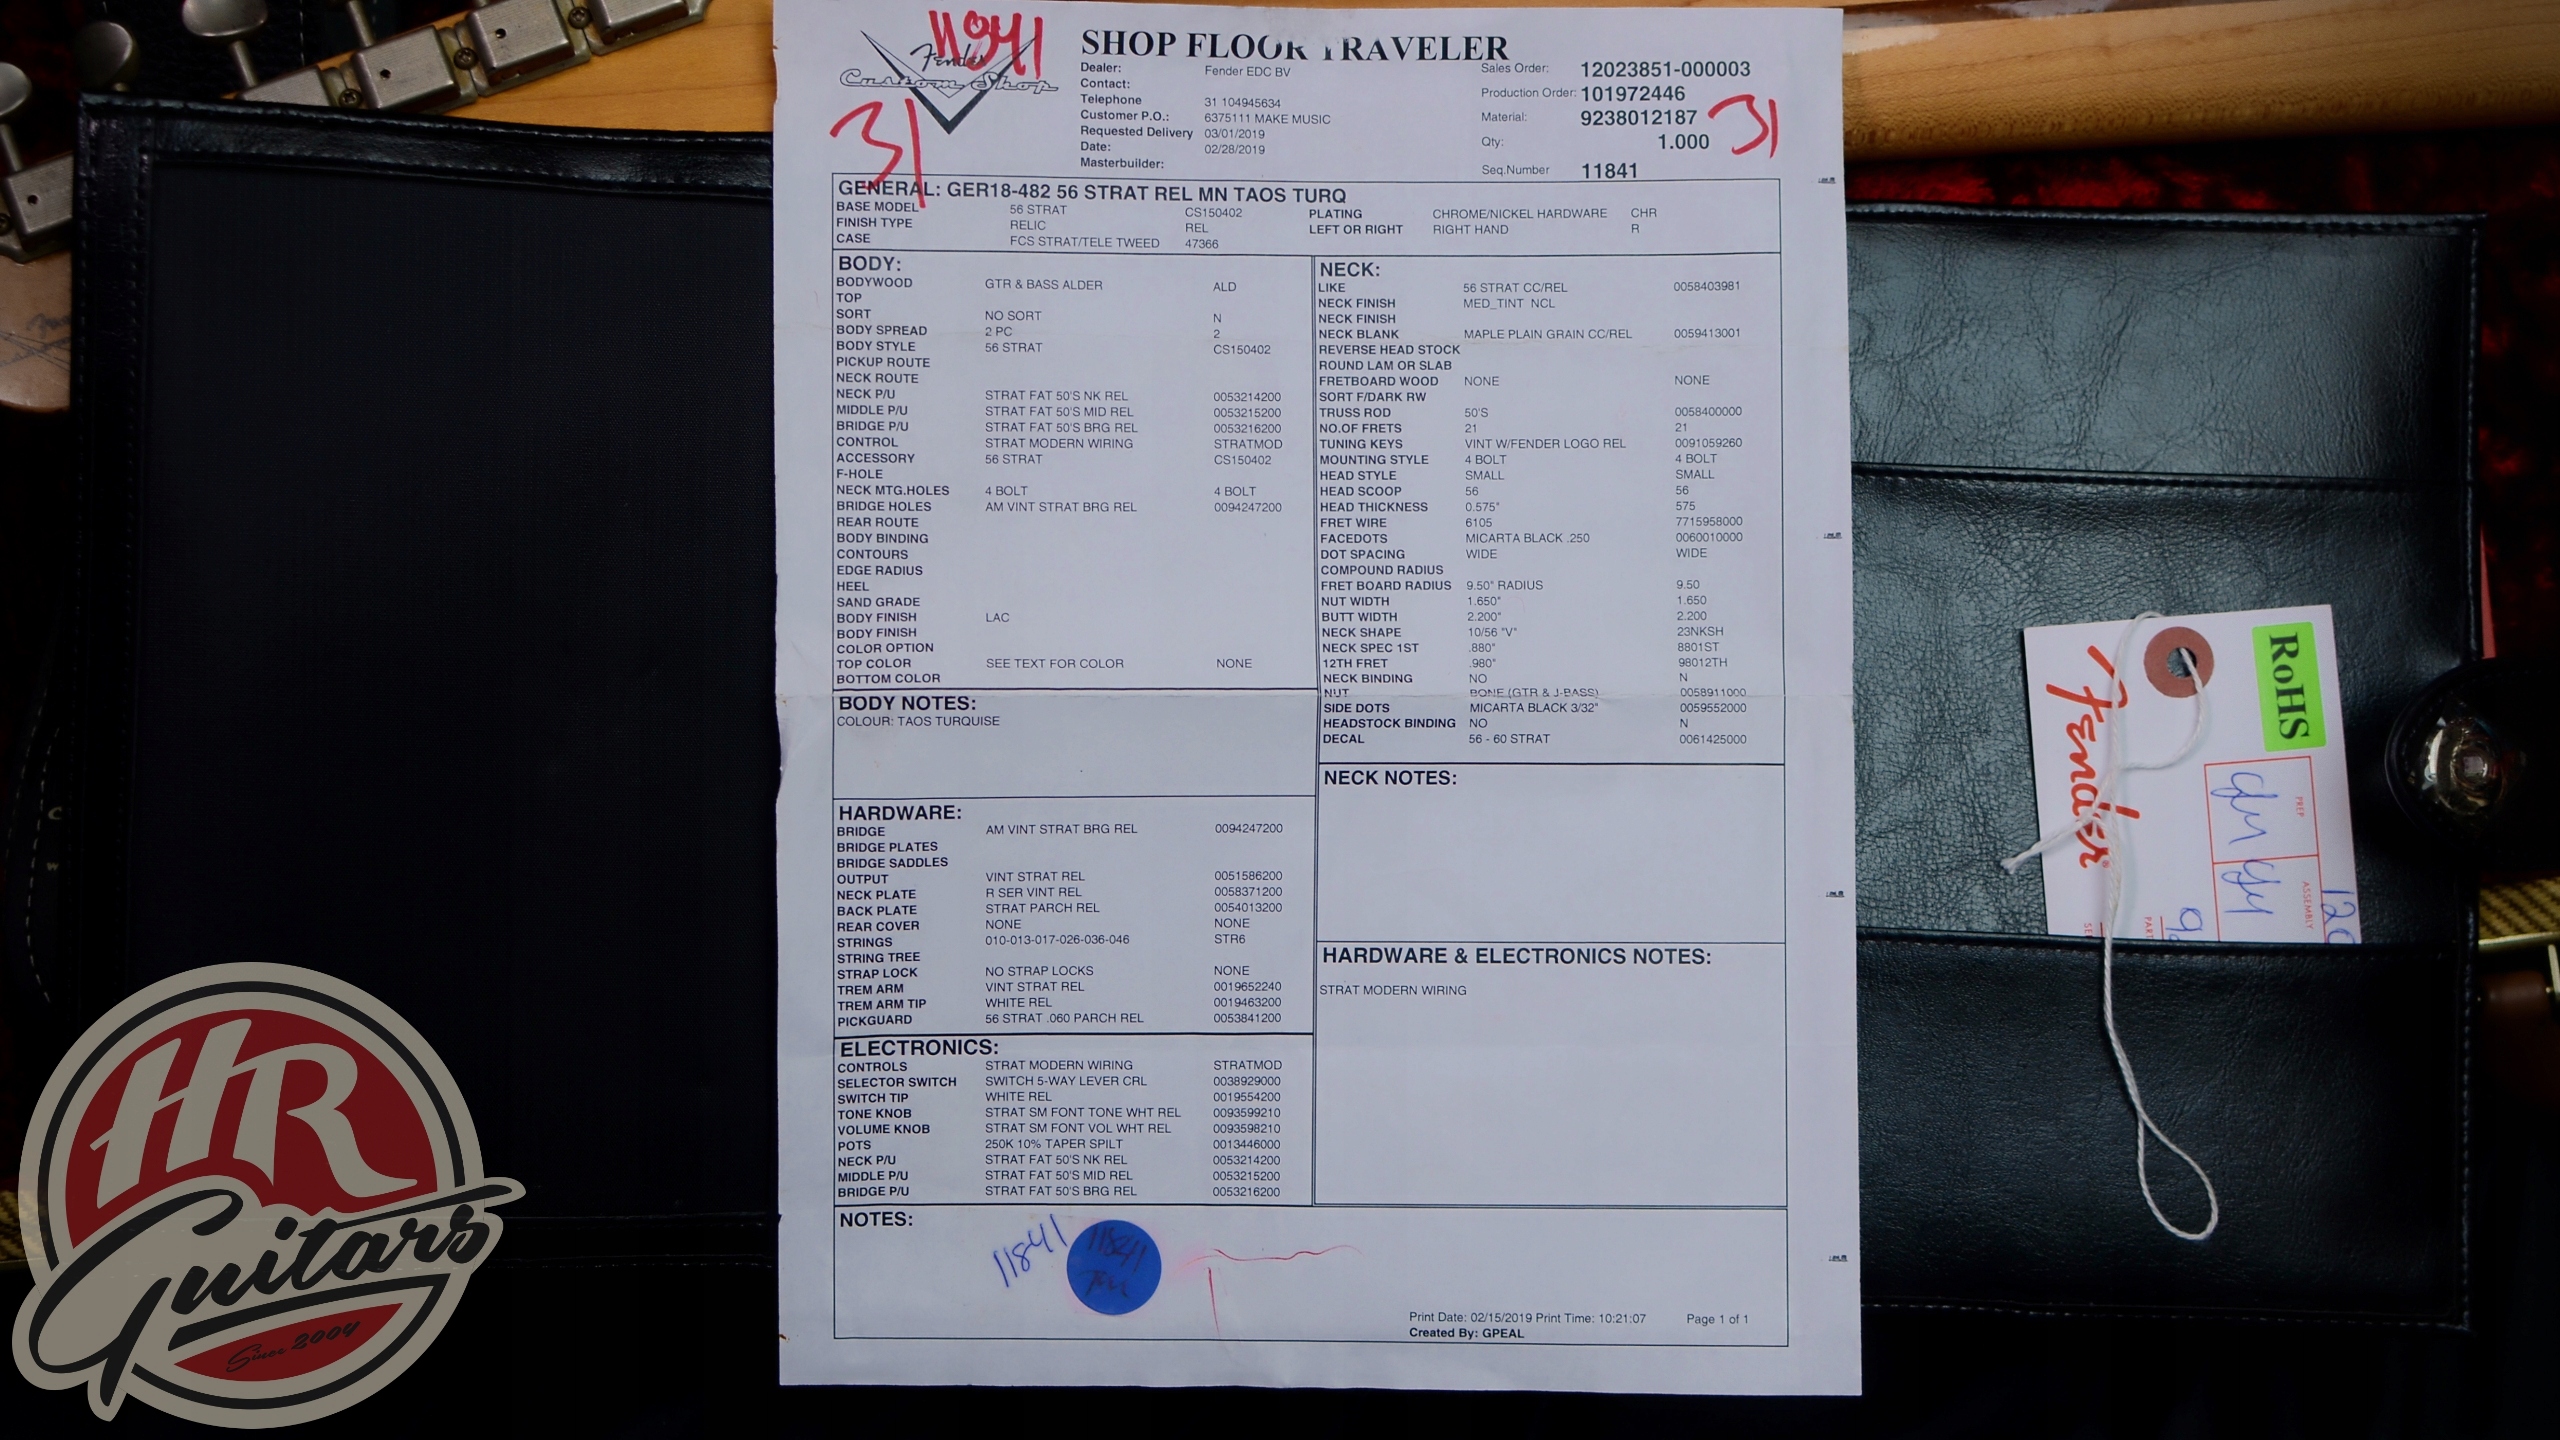 11841
Fender
Custom Shop
31
SHOP FLOOR TRAVELER
Dealer: Fender EDC BV
Contact:
Telephone 31 104945634
Customer P.O.: 6375111 MAKE MUSIC
Requested Delivery 03/01/2019
Date: 02/28/2019
Masterbuilder:
Sales Order: 12023851-000003
Production Order: 101972446
Material: 9238012187
Qty: 1.000
Seq.Number 11841
31
GENERAL: GER18-482 56 STRAT REL MN TAOS TURQ
BASE MODEL 56 STRAT CS150402
FINISH TYPE RELIC REL
CASE FCS STRAT/TELE TWEED 47366
PLATING CHROME/NICKEL HARDWARE CHR
LEFT OR RIGHT RIGHT HAND R
BODY:
BODYWOOD GTR & BASS ALDER ALD
TOP
SORT NO SORT N
BODY SPREAD 2 PC 2
BODY STYLE 56 STRAT CS150402
PICKUP ROUTE
NECK ROUTE
NECK P/U STRAT FAT 50'S NK REL 0053214200
MIDDLE P/U STRAT FAT 50'S MID REL 0053215200
BRIDGE P/U STRAT FAT 50'S BRG REL 0053216200
CONTROL STRAT MODERN WIRING STRATMOD
ACCESSORY 56 STRAT CS150402
F-HOLE
NECK MTG.HOLES 4 BOLT 4 BOLT
BRIDGE HOLES AM VINT STRAT BRG REL 0094247200
REAR ROUTE
BODY BINDING
CONTOURS
EDGE RADIUS
HEEL
SAND GRADE
BODY FINISH LAC
BODY FINISH
COLOR OPTION
TOP COLOR SEE TEXT FOR COLOR NONE
BOTTOM COLOR
BODY NOTES:
COLOUR: TAOS TURQUISE
HARDWARE:
BRIDGE AM VINT STRAT BRG REL 0094247200
BRIDGE PLATES
BRIDGE SADDLES
OUTPUT VINT STRAT REL 0051586200
NECK PLATE R SER VINT REL 0058371200
BACK PLATE STRAT PARCH REL 0054013200
REAR COVER NONE NONE
STRINGS 010-013-017-026-036-046 STR6
STRING TREE
STRAP LOCK NO STRAP LOCKS NONE
TREM ARM VINT STRAT REL 0019652240
TREM ARM TIP WHITE REL 0019463200
PICKGUARD 56 STRAT .060 PARCH REL 0053841200
ELECTRONICS:
CONTROLS STRAT MODERN WIRING STRATMOD
SELECTOR SWITCH SWITCH 5-WAY LEVER CRL 0038929000
SWITCH TIP WHITE REL 0019554200
TONE KNOB STRAT SM FONT TONE WHT REL 0093599210
VOLUME KNOB STRAT SM FONT VOL WHT REL 0093598210
POTS 250K 10% TAPER SPILT 0013446000
NECK P/U STRAT FAT 50'S NK REL 0053214200
MIDDLE P/U STRAT FAT 50'S MID REL 0053215200
BRIDGE P/U STRAT FAT 50'S BRG REL 0053216200
NECK:
LIKE 56 STRAT CC/REL 0058403981
NECK FINISH MED_TINT NCL
NECK FINISH
NECK BLANK MAPLE PLAIN GRAIN CC/REL 0059413001
REVERSE HEAD STOCK
ROUND LAM OR SLAB
FRETBOARD WOOD NONE NONE
SORT F/DARK RW
TRUSS ROD 50'S 0058400000
NO.OF FRETS 21 21
TUNING KEYS VINT W/FENDER LOGO REL 0091059260
MOUNTING STYLE 4 BOLT 4 BOLT
HEAD STYLE SMALL SMALL
HEAD SCOOP 56 56
HEAD THICKNESS 0.575" 575
FRET WIRE 6105 7715958000
FACEDOTS MICARTA BLACK .250 0060010000
DOT SPACING WIDE WIDE
COMPOUND RADIUS
FRET BOARD RADIUS 9.50" RADIUS 9.50
NUT WIDTH 1.650" 1.650
BUTT WIDTH 2.200" 2.200
NECK SHAPE 10/56 "V" 23NKSH
NECK SPEC 1ST .880" 8801ST
12TH FRET .980" 98012TH
NECK BINDING NO N
NUT BONE (GTR & J-BASS) 0058911000
SIDE DOTS MICARTA BLACK 3/32" 0059552000
HEADSTOCK BINDING NO N
DECAL 56 - 60 STRAT 0061425000
NECK NOTES:
HARDWARE & ELECTRONICS NOTES:
STRAT MODERN WIRING
NOTES:
11841
11841
Print Date: 02/15/2019 Print Time: 10:21:07 Page 1 of 1
Created By: GPEAL
RoHS
Fender
PREP
ASSEMBLY
HR
Guitars
Since 2004